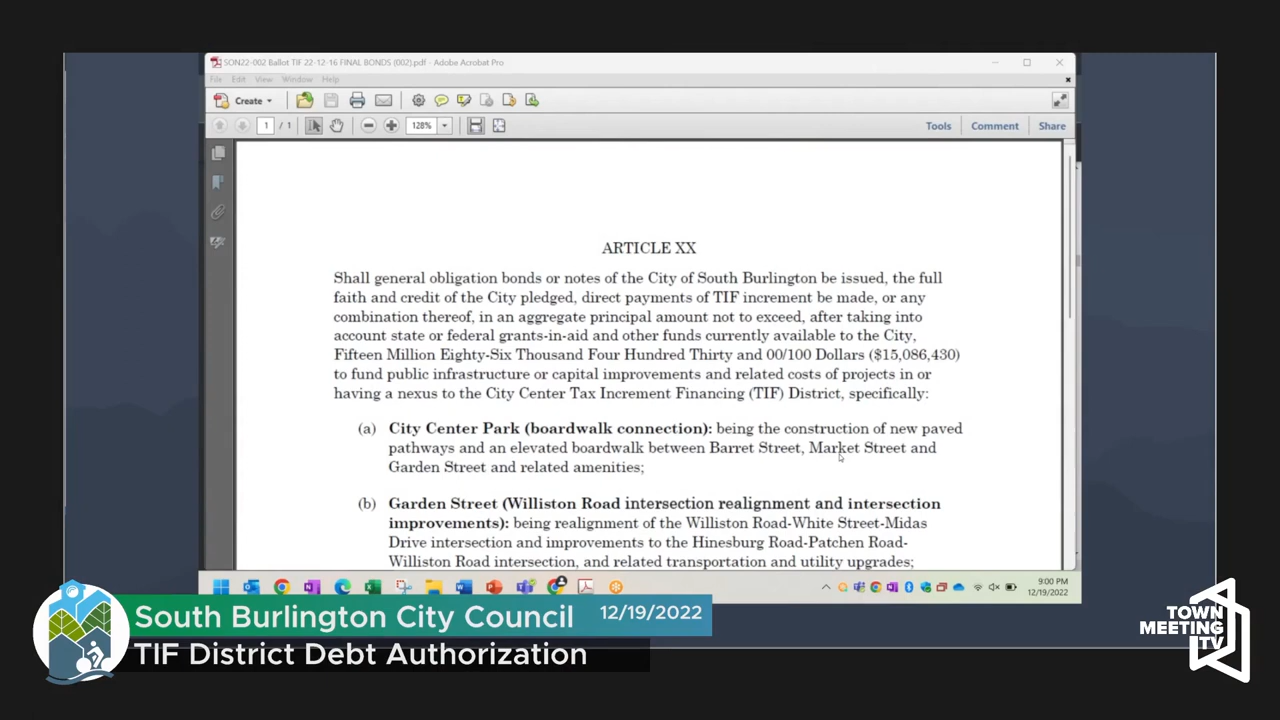 SON22-002 Ballot TIF 22-12-16 FINAL BONDS (002).pdf - Adobe Acrobat Pro
File Edit View Window Help
Create
1 / 1 128% Tools Comment Share
ARTICLE XX
Shall general obligation bonds or notes of the City of South Burlington be issued, the full
faith and credit of the City pledged, direct payments of TIF increment be made, or any
combination thereof, in an aggregate principal amount not to exceed, after taking into
account state or federal grants-in-aid and other funds currently available to the City,
Fifteen Million Eighty-Six Thousand Four Hundred Thirty and 00/100 Dollars ($15,086,430)
to fund public infrastructure or capital improvements and related costs of projects in or
having a nexus to the City Center Tax Increment Financing (TIF) District, specifically:
(a) City Center Park (boardwalk connection): being the construction of new paved
pathways and an elevated boardwalk between Barret Street, Market Street and
Garden Street and related amenities;
(b) Garden Street (Williston Road intersection realignment and intersection
improvements): being realignment of the Williston Road-White Street-Midas
Drive intersection and improvements to the Hinesburg Road-Patchen Road-
Williston Road intersection, and related transportation and utility upgrades;
9:00 PM
12/19/2022
South Burlington City Council 12/19/2022
TIF District Debt Authorization
TOWN
MEETING
TV